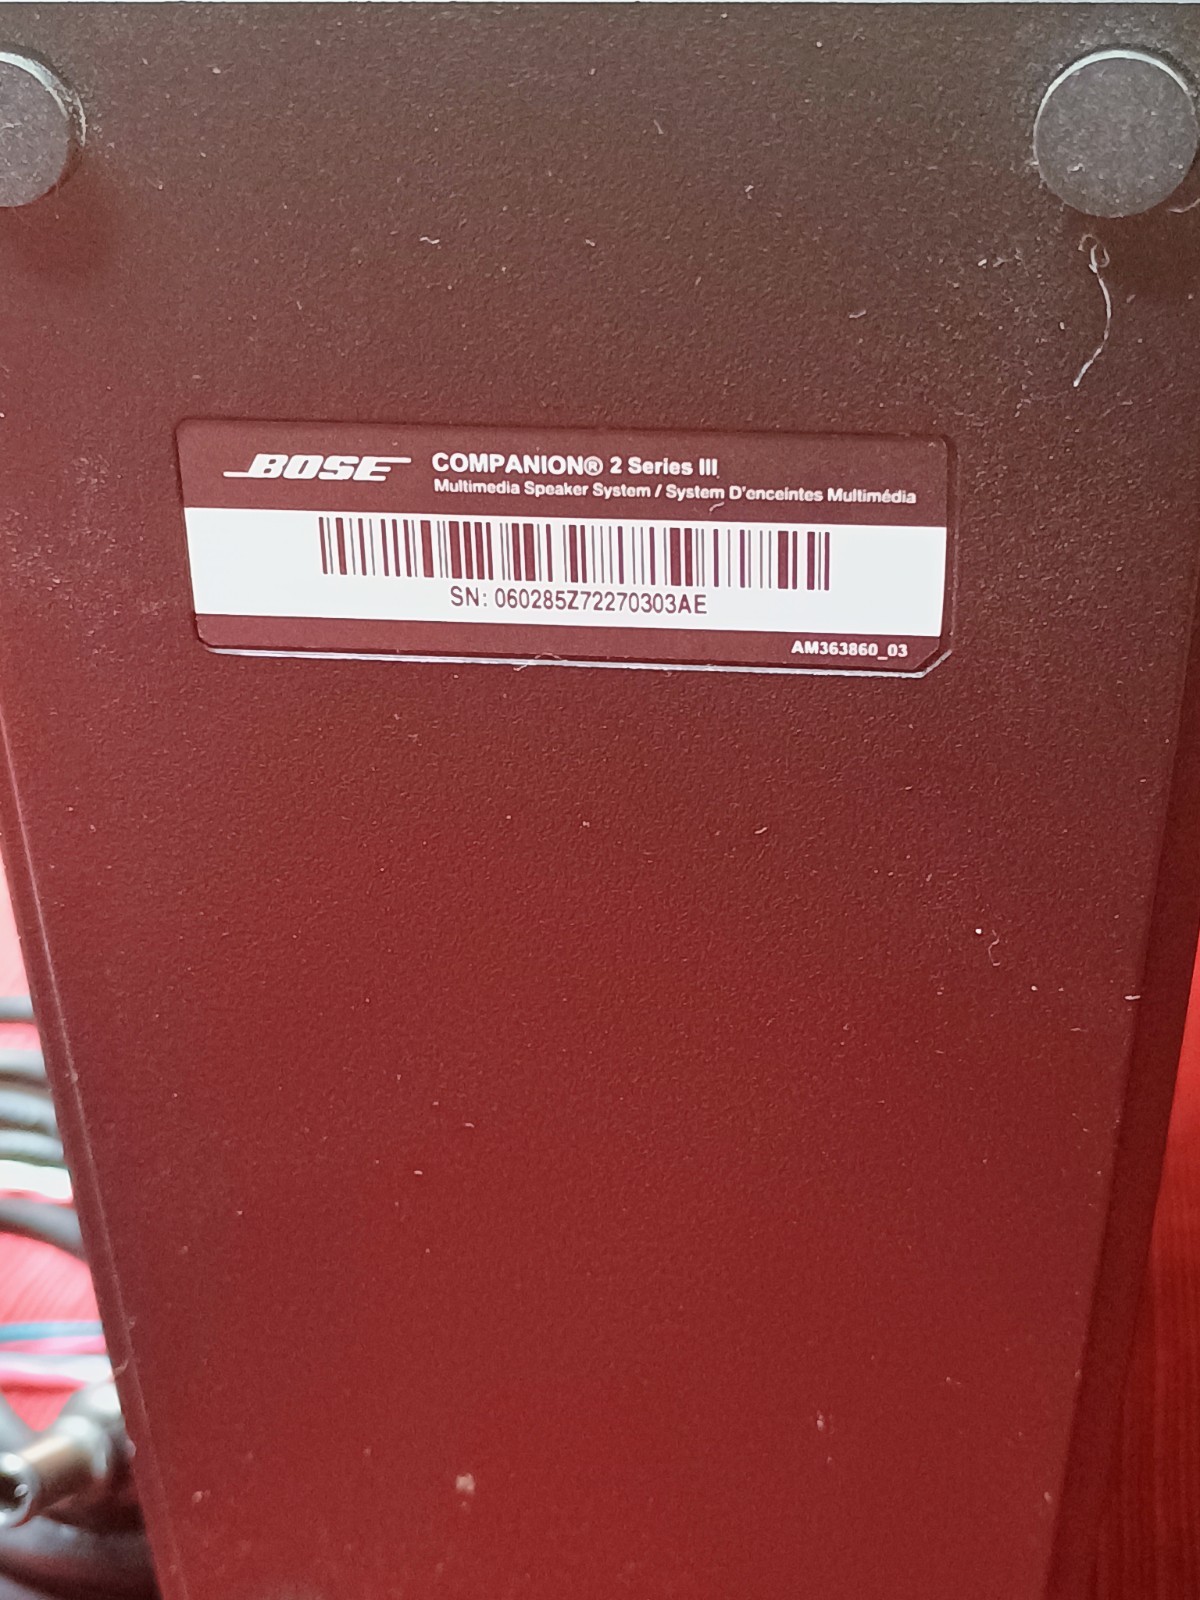 BOSE COMPANION® 2 Series III
Multimedia Speaker System / System D'enceintes Multimédia
SN: 060285Z72270303AE
AM363860_03